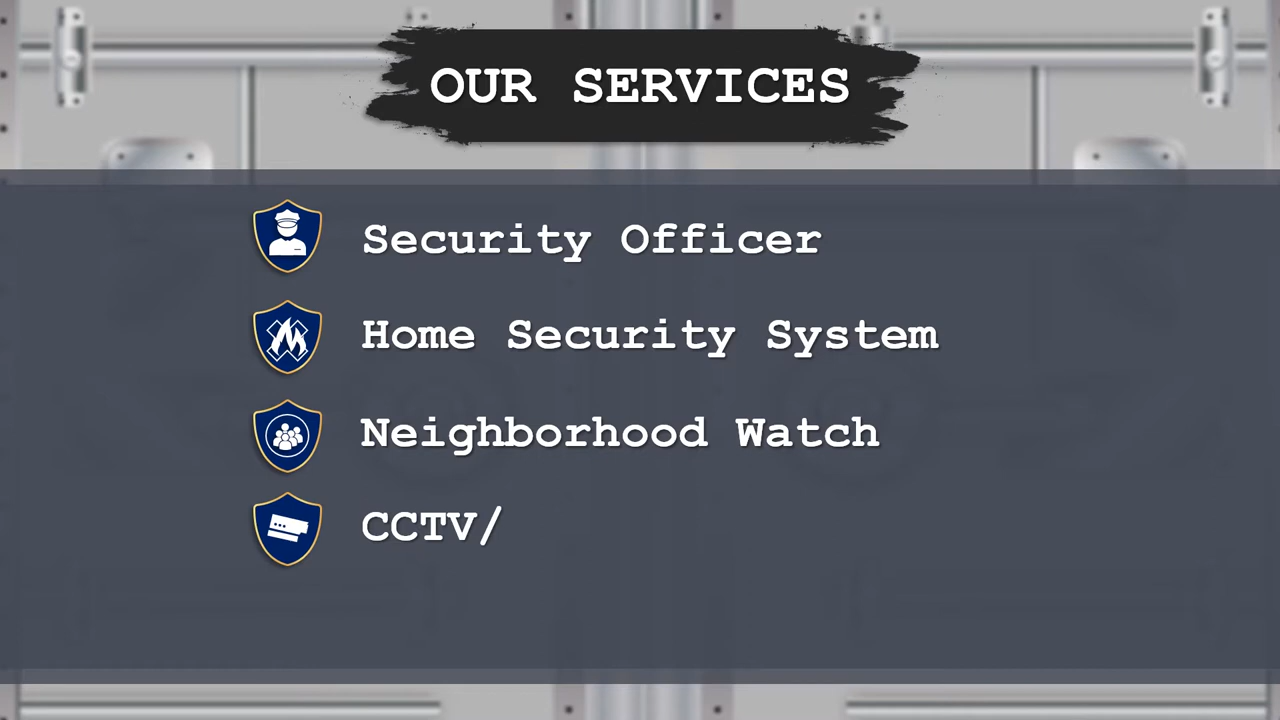 OUR SERVICES
Security Officer
Home Security System
Neighborhood Watch
CCTV/